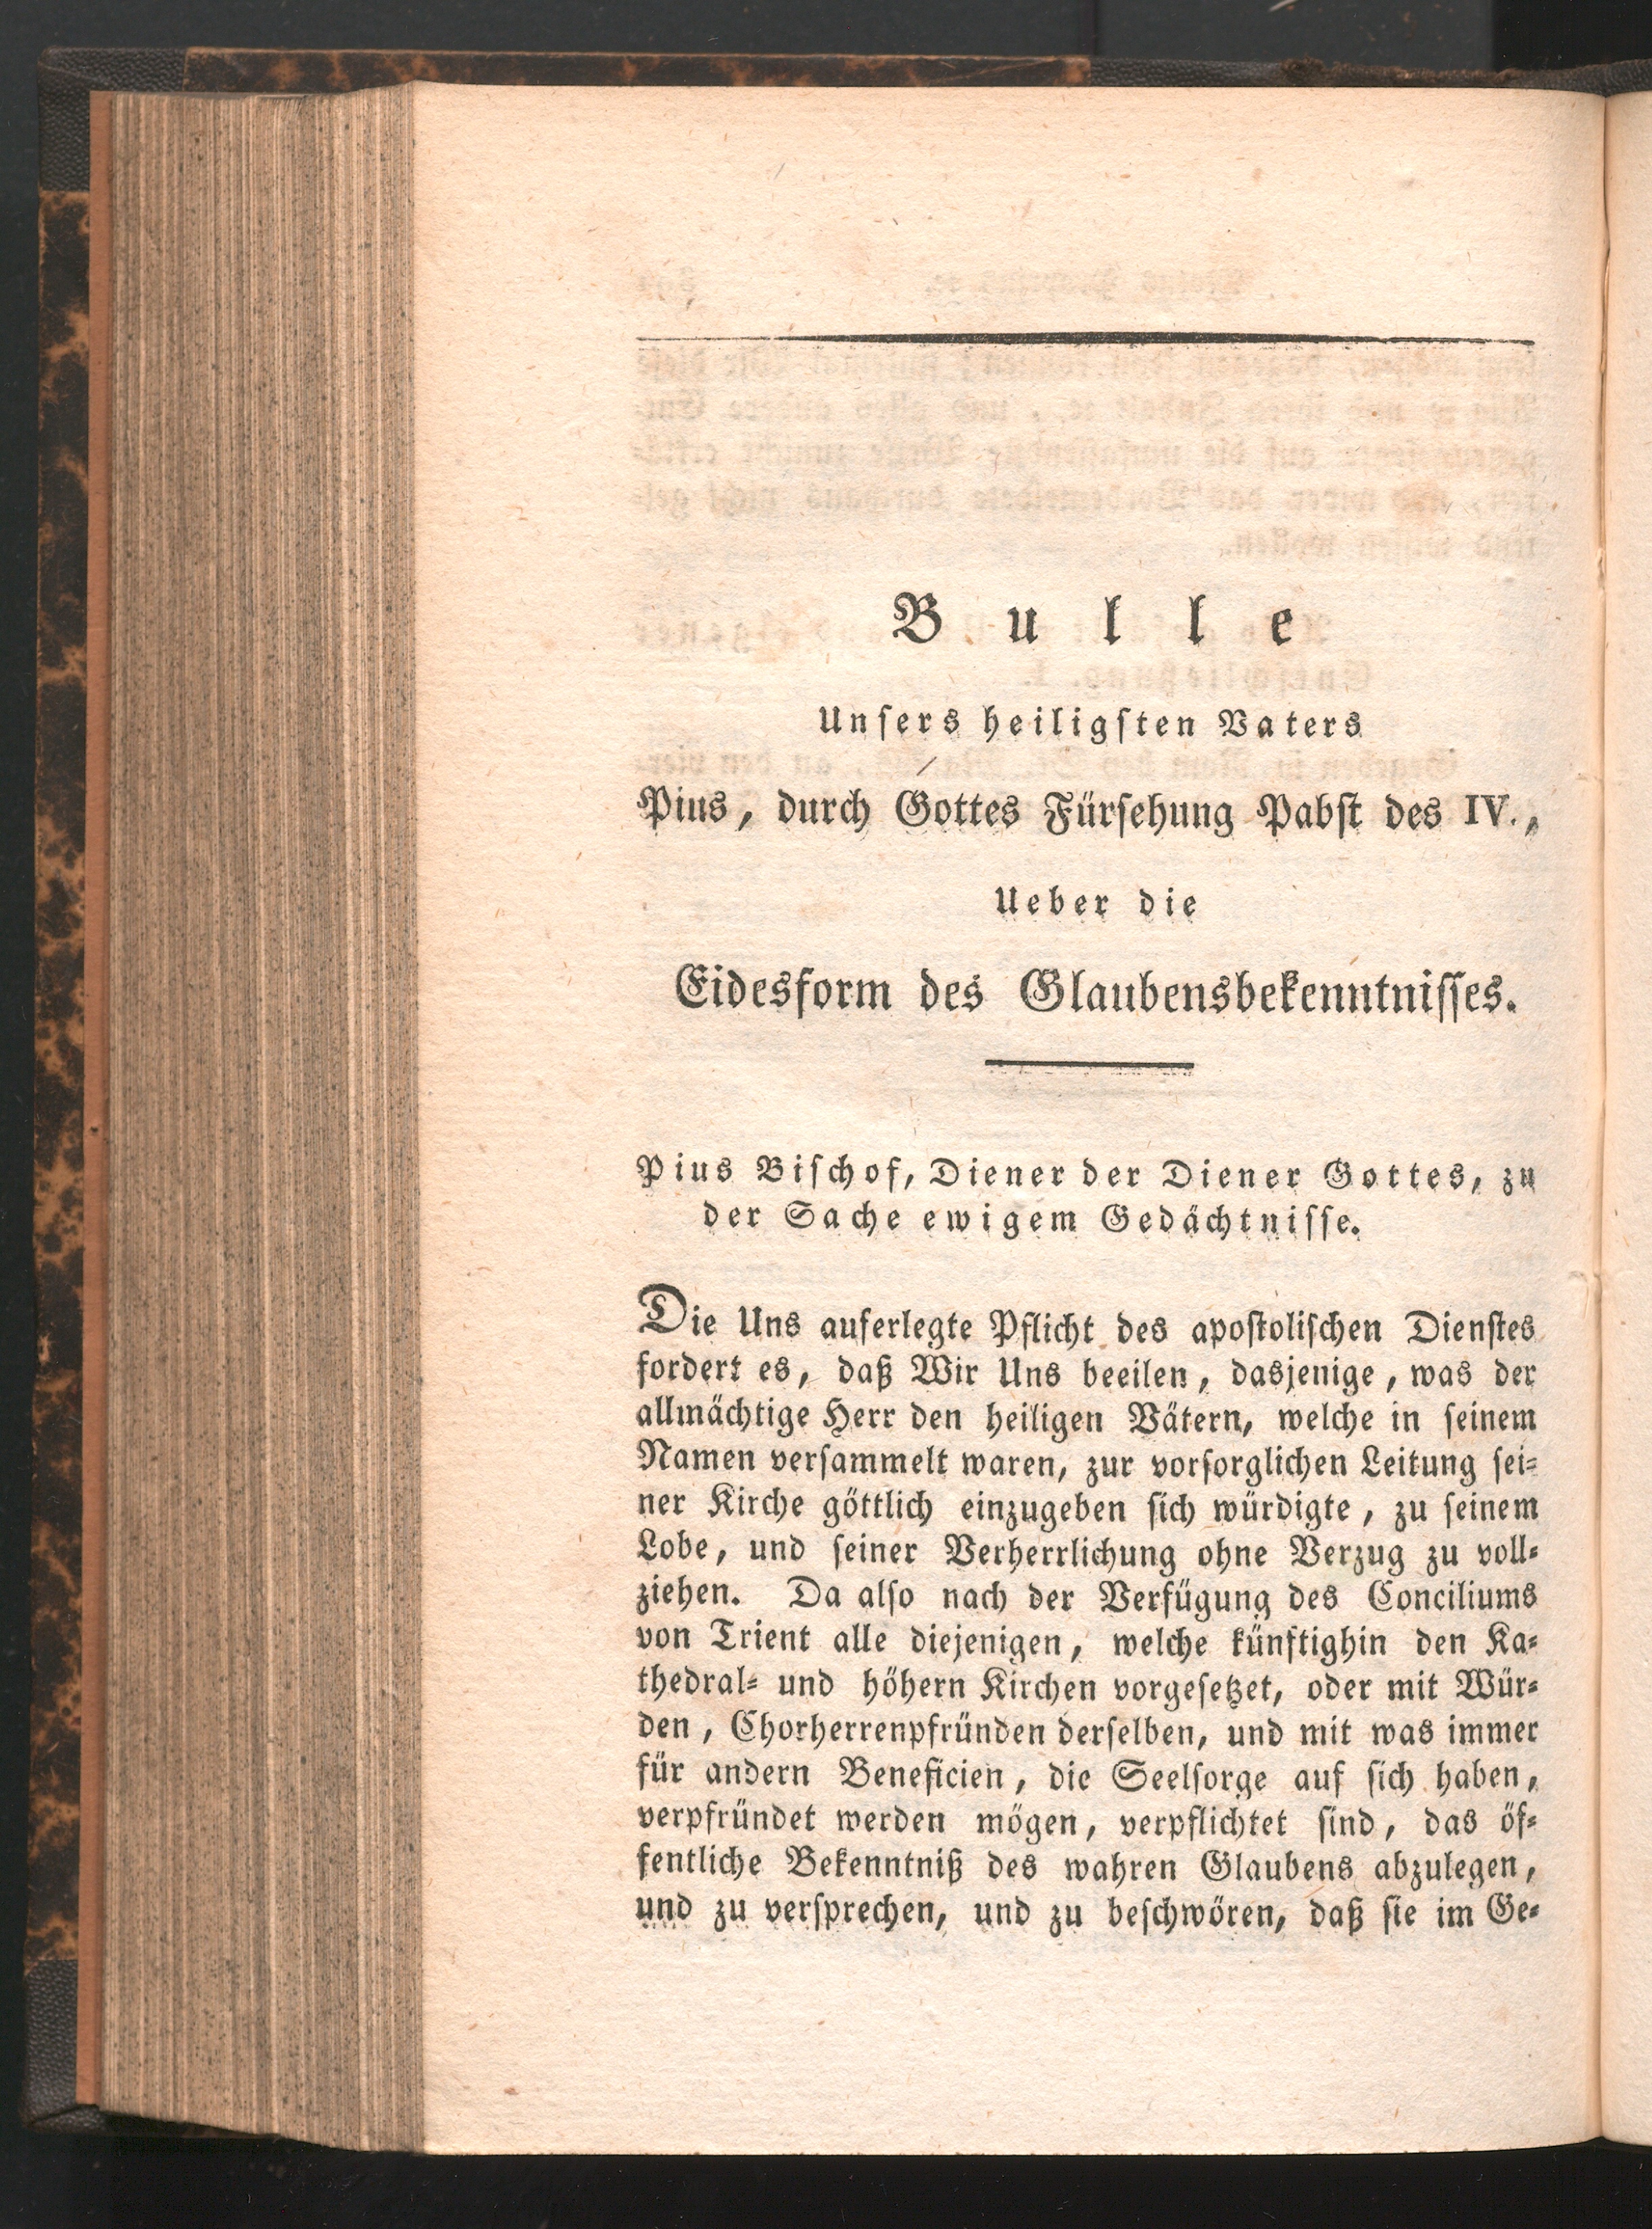 Bulle
Unsers heiligsten Vaters
Pius, durch Gottes Fürsehung Pabst des IV.,
Ueber die
Eidesform des Glaubensbekenntnisses.
Pius Bischof, Diener der Diener Gottes, zu
der Sache ewigem Gedächtnisse.
Die Uns auferlegte Pflicht des apostolischen Dienstes
fordert es, daß Wir Uns beeilen, dasjenige, was der
allmächtige Herr den heiligen Vätern, welche in seinem
Namen versammelt waren, zur vorsorglichen Leitung sei-
ner Kirche göttlich einzugeben sich würdigte, zu seinem
Lobe, und seiner Verherrlichung ohne Verzug zu voll-
ziehen. Da also nach der Verfügung des Conciliums
von Trient alle diejenigen, welche künftighin den Ka-
thedral- und höhern Kirchen vorgesetzet, oder mit Wür-
den, Chorherrenpfründen derselben, und mit was immer
für andern Beneficien, die Seelsorge auf sich haben,
verpfründet werden mögen, verpflichtet sind, das öf-
fentliche Bekenntniß des wahren Glaubens abzulegen,
und zu versprechen, und zu beschwören, daß sie im Ge-